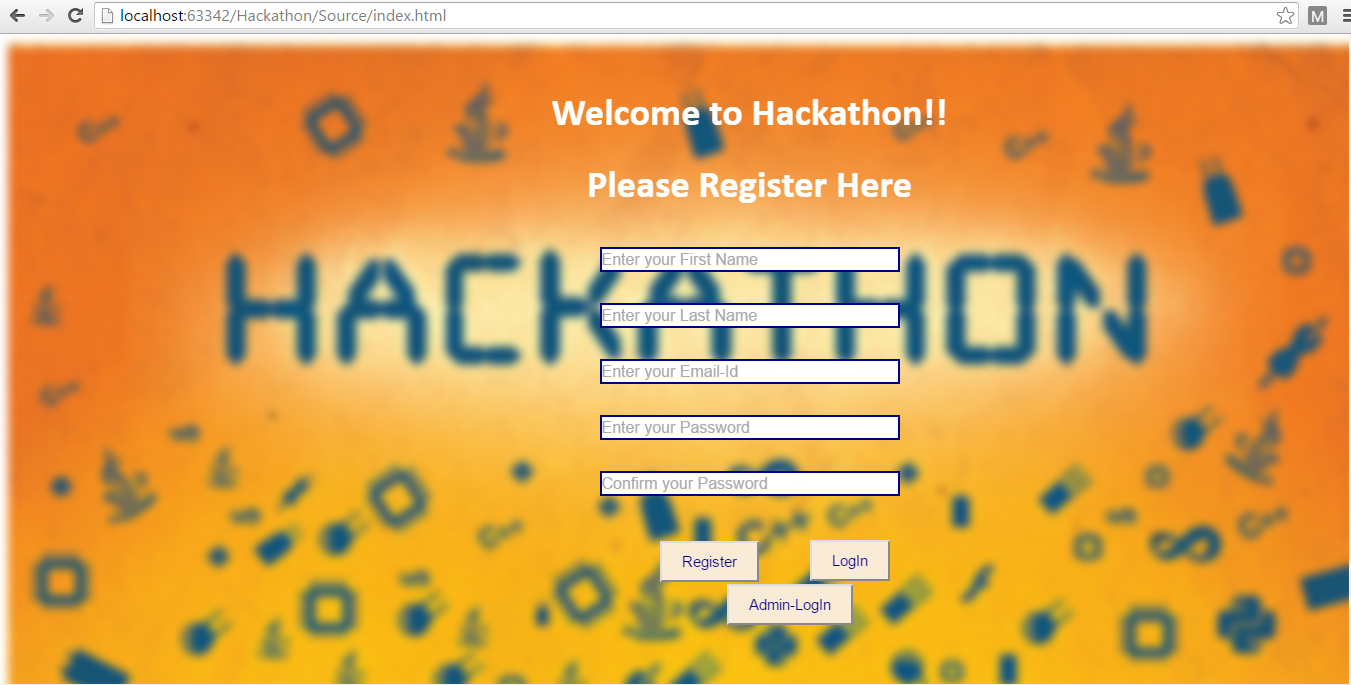 localhost:63342/Hackathon/Source/index.html
M
Welcome to Hackathon!!
Please Register Here
HACKATHON
Enter your First Name
Enter your Last Name
Enter your Email-Id
Enter your Password
Confirm your Password
Register LogIn
Admin-LogIn
C++
C++
C++
C++
C++
C++
C++
C++